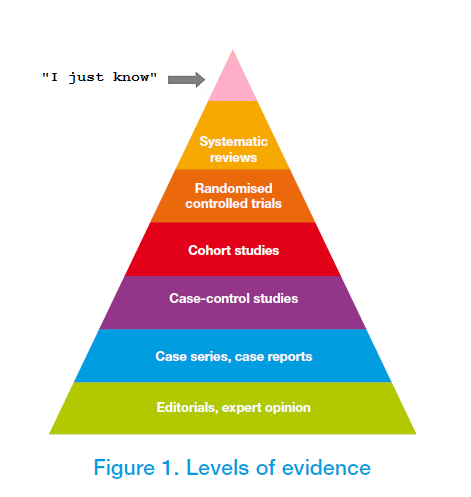 "I just know"
Systematic
reviews
Randomised
controlled trials
Cohort studies
Case-control studies
Case series, case reports
Editorials, expert opinion
Figure 1. Levels of evidence